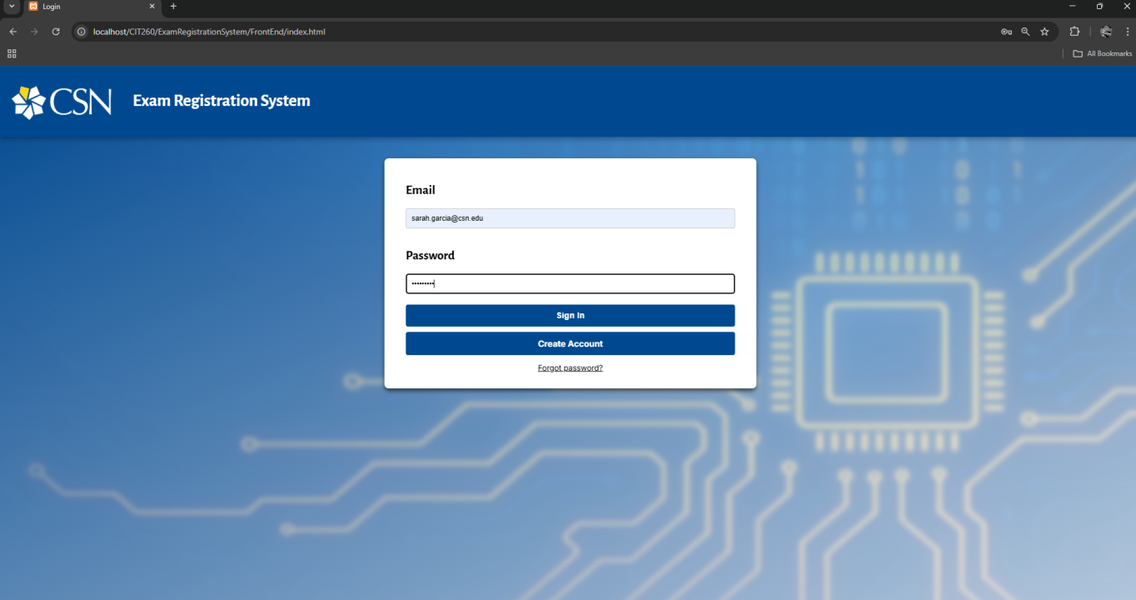 Login
localhost/CIT260/ExamRegistrationSystem/FrontEnd/index.html
All Bookmarks
CSN Exam Registration System
Email
sarah.garcia@csn.edu
Password
•••••••••
Sign In
Create Account
Forgot password?